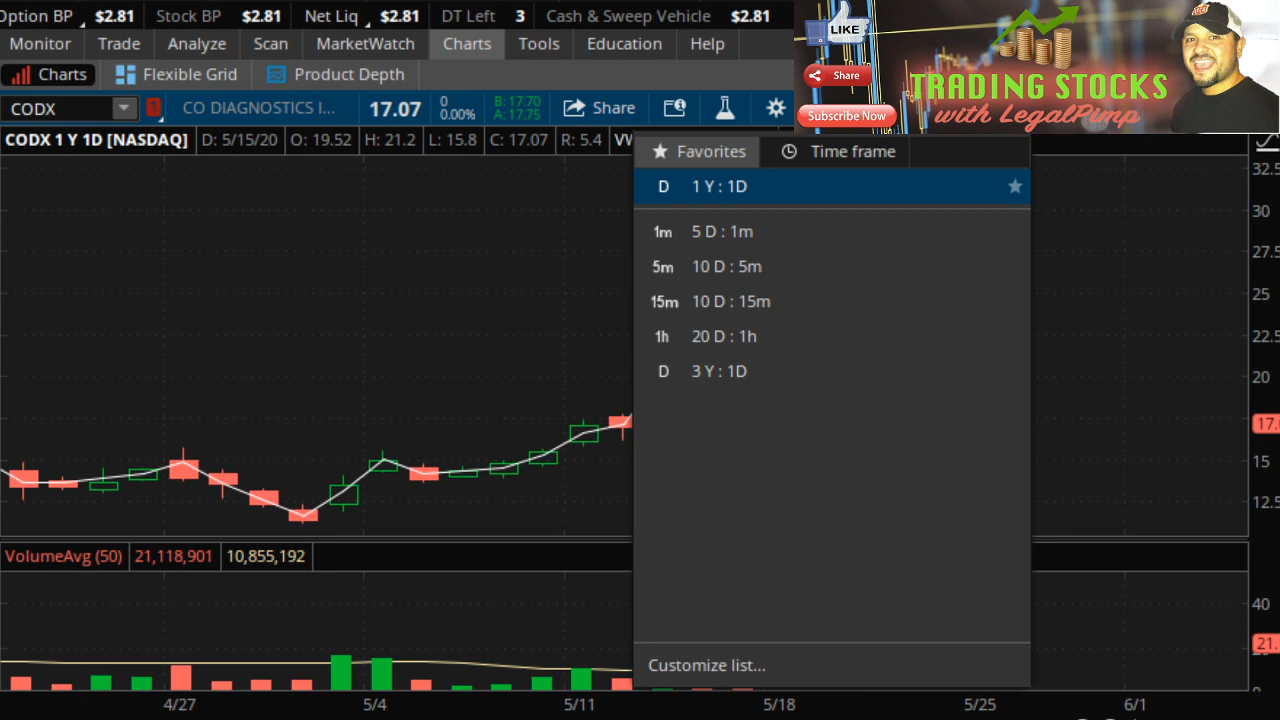 Option BP $2.81 Stock BP $2.81 Net Liq $2.81 DT Left 3 Cash & Sweep Vehicle $2.81
Monitor Trade Analyze Scan MarketWatch Charts Tools Education Help
Charts Flexible Grid Product Depth
CODX CO DIAGNOSTICS I... 17.07 0 0.00% B: 17.70 A: 17.75 Share
CODX 1 Y 1D [NASDAQ] D: 5/15/20 O: 19.52 H: 21.2 L: 15.8 C: 17.07 R: 5.4
LIKE
Share
Subscribe Now
TRADING STOCKS
with LegalPimp
Favorites Time frame
D 1 Y : 1D
1m 5 D : 1m
5m 10 D : 5m
15m 10 D : 15m
1h 20 D : 1h
D 3 Y : 1D
Customize list...
32.5
30
27.5
25
22.5
20
17.
15
12.5
VolumeAvg (50) 21,118,901 10,855,192
40
21.
0
4/27 5/4 5/11 5/18 5/25 6/1